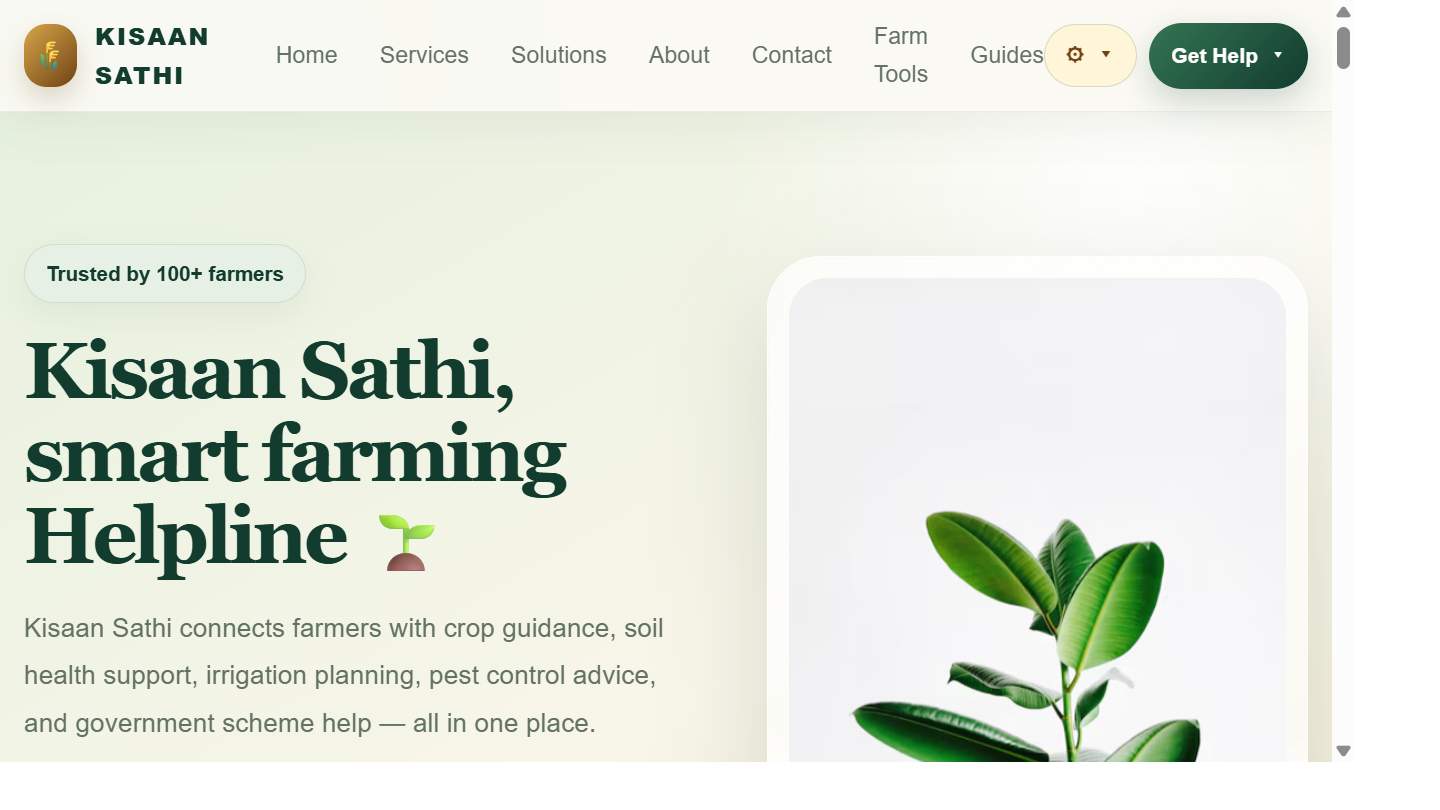 KISAAN
SATHI
Home
Services
Solutions
About
Contact
Farm
Tools
Guides
Get Help
Trusted by 100+ farmers
Kisaan Sathi,
smart farming
Helpline
Kisaan Sathi connects farmers with crop guidance, soil
health support, irrigation planning, pest control advice,
and government scheme help — all in one place.